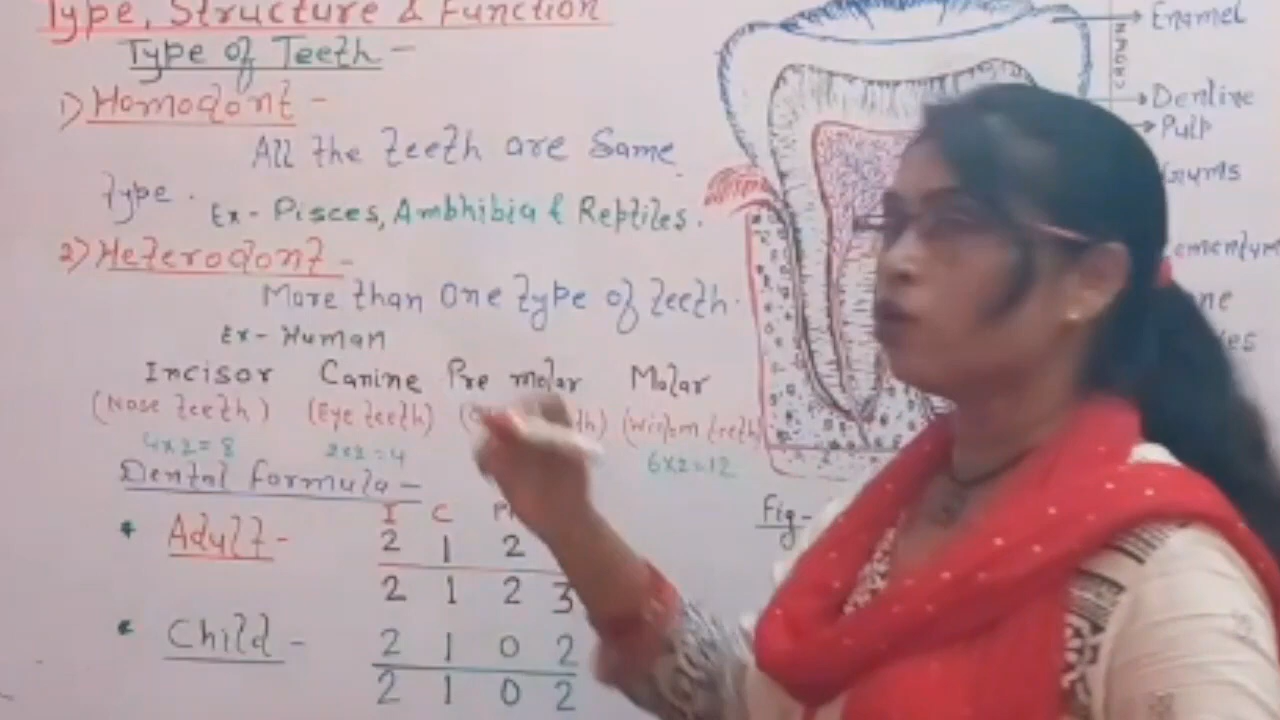 Type, Structure & Function
Type of Teeth -
1) Homodont -
All the teeth are Same
type.
Ex- Pisces, Ambhibia & Reptiles.
2) Heterodont -
More than One type of teeth.
Ex- Human
Incisor Canine Pre molar Molar
(Nose teeth) (Eye teeth) (Wisdom teeth)
4x2=8 2x2=4 6x2=12
Dental formula -
* Adult -
I C
2 1 2
2 1 2 3
* Child -
2 1 0 2
2 1 0 2
Enamel
CROWN
Dentine
Pulp
Gums
Fig-